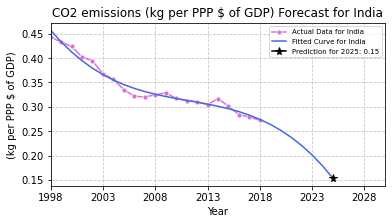 CO2 emissions (kg per PPP $ of GDP) Forecast for India
Actual Data for India
Fitted Curve for India
Prediction for 2025: 0.15
(kg per PPP $ of GDP)
0.45
0.40
0.35
0.30
0.25
0.20
0.15
1998
2003
2008
2013
2018
2023
2028
Year